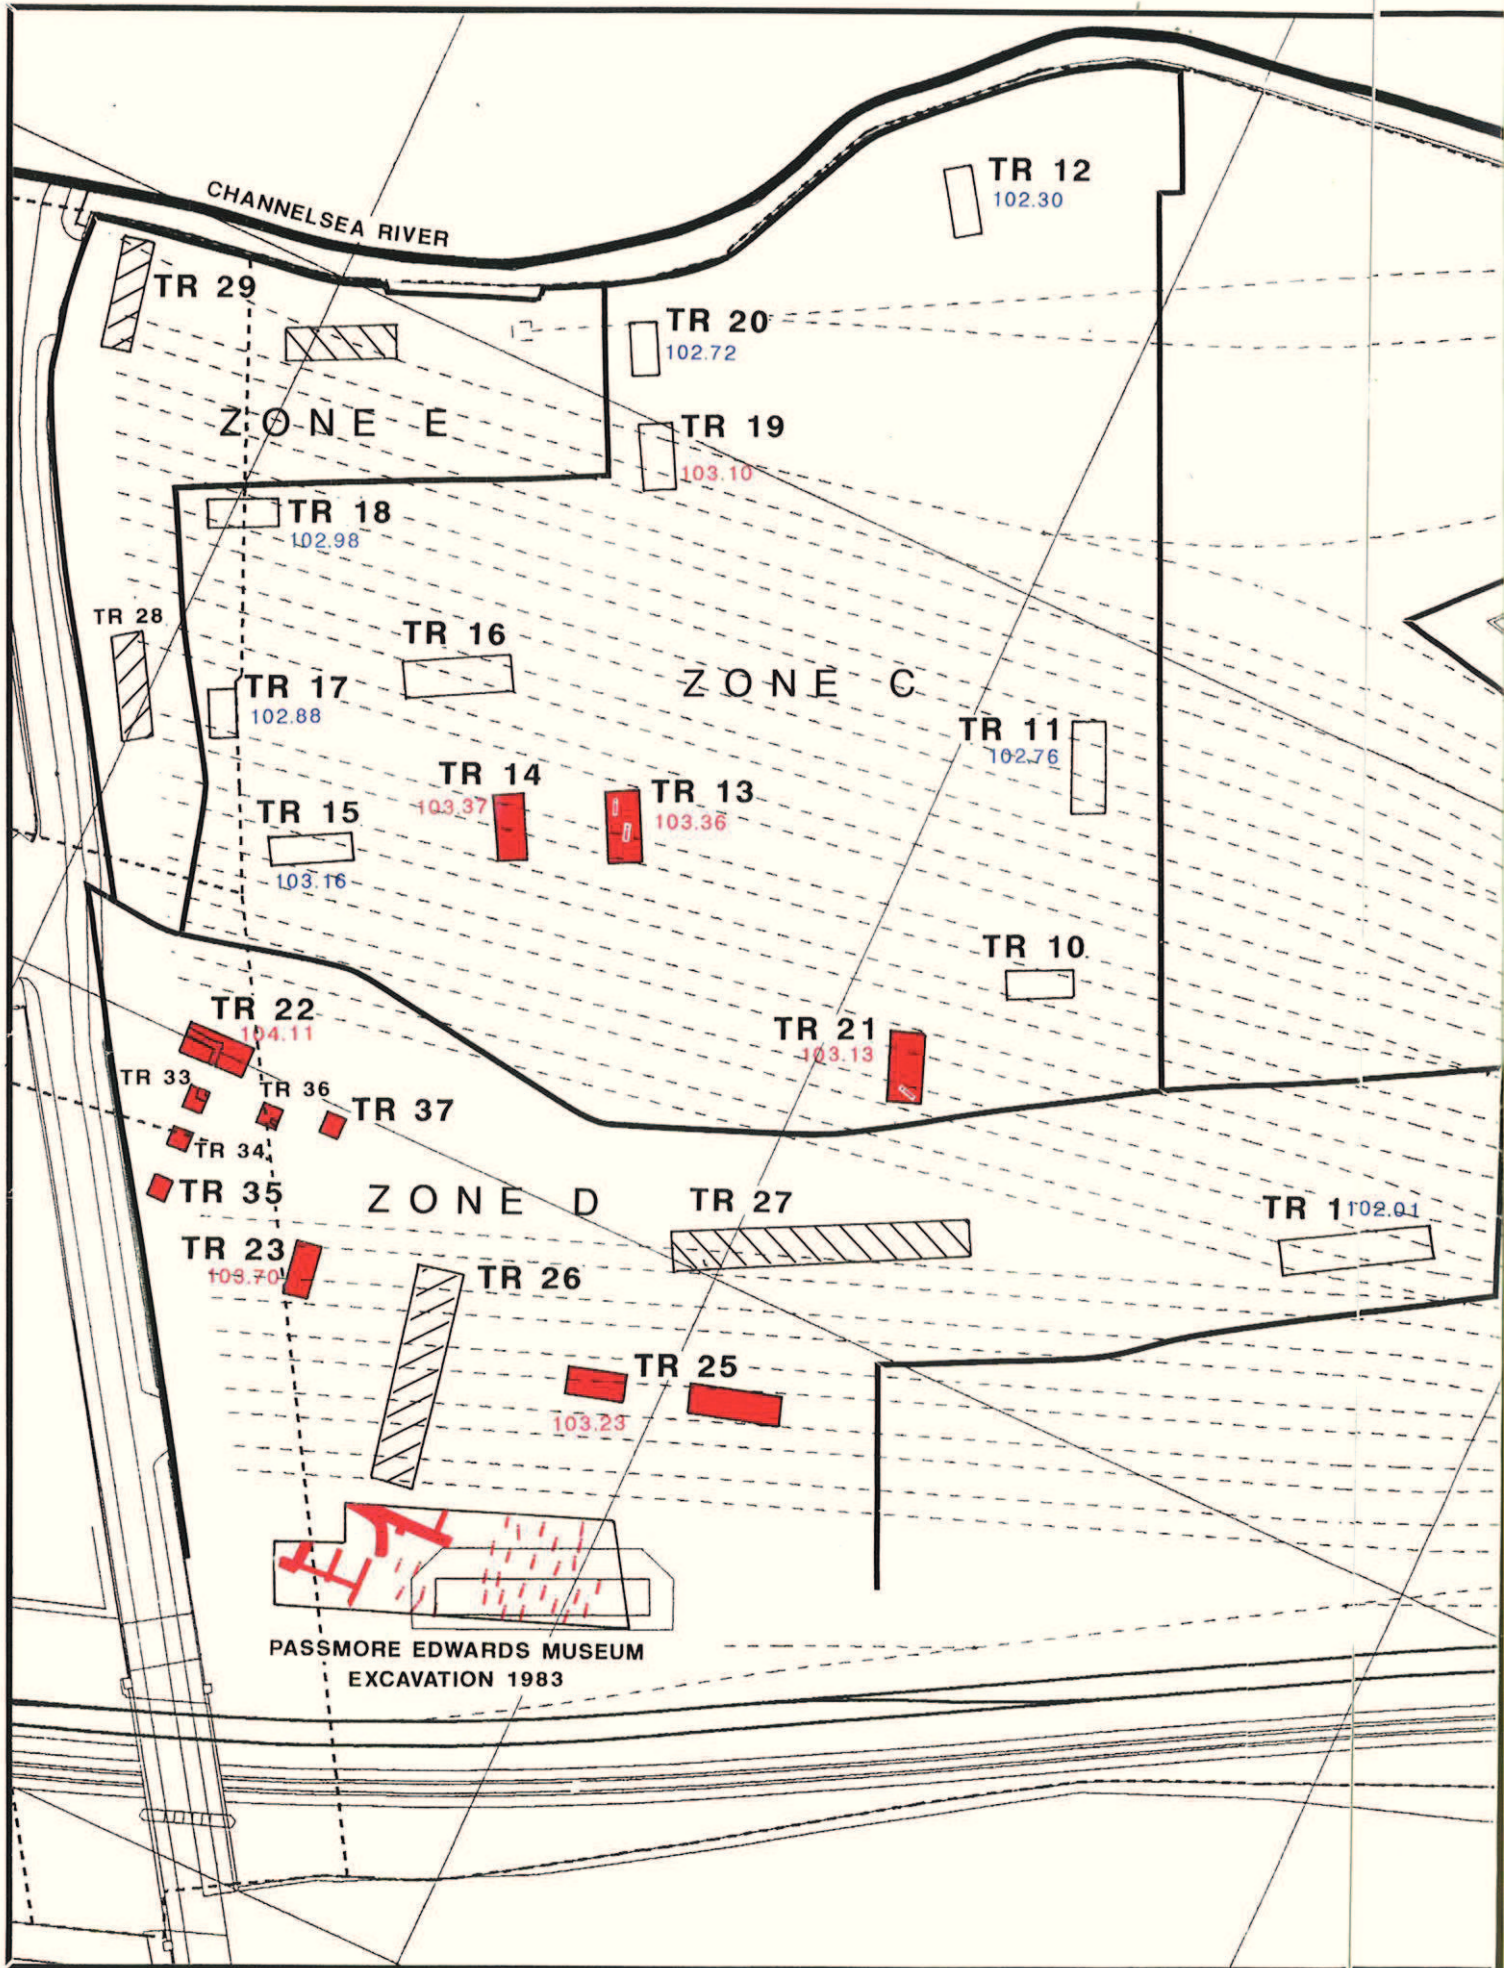 CHANNELSEA RIVER
TR 12
102.30
TR 29
TR 20
102.72
TR 19
103.10
ZONE E
TR 18
102.98
TR 28
TR 16
TR 17
102.88
ZONE C
TR 11
102.76
TR 14
103.37
TR 13
103.36
TR 15
103.16
TR 10
TR 22
104.11
TR 21
103.13
TR 33
TR 36
TR 37
TR 34
TR 35
ZONE D
TR 27
TR 1 102.01
TR 23
103.70
TR 26
TR 25
103.23
PASSMORE EDWARDS MUSEUM
EXCAVATION 1983